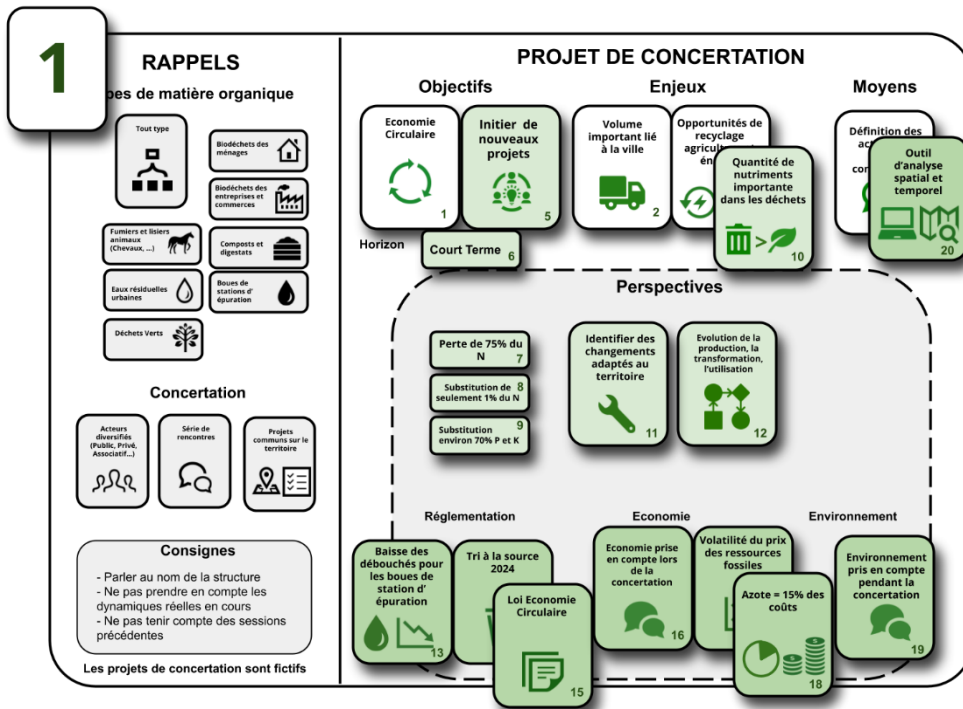 1
RAPPELS
pes de matière organique
Tout type
Biodéchets des
ménages
Biodéchets des
entreprises et
commerces
Fumiers et lisiers
animaux
(Chevaux, ...)
Composts et
digestats
Eaux résiduelles
urbaines
Boues de
stations d'
épuration
Déchets Verts
Concertation
Acteurs
diversifiés
(Public, Privé,
Associatif...)
Série de
rencontres
Projets
communs sur le
territoire
Consignes
- Parler au nom de la structure
- Ne pas prendre en compte les
dynamiques réelles en cours
- Ne pas tenir compte des sessions
précédentes
Les projets de concertation sont fictifs
PROJET DE CONCERTATION
Objectifs
Economie
Circulaire
1
Initier de
nouveaux
projets
5
Horizon
Court Terme
6
Enjeux
Volume
important lié
à la ville
2
Opportunités de
recyclage
Quantité de
nutriments
importante
dans les déchets
>
10
Moyens
Définition des
Outil
d'analyse
spatial et
temporel
20
Perspectives
Perte de 75% du
N
7
Substitution de
seulement 1% du N
8
Substitution
environ 70% P et K
9
Identifier des
changements
adaptés au
territoire
11
Evolution de la
production, la
transformation,
l'utilisation
12
Réglementation
Baisse des
débouchés pour
les boues de
station d'
épuration
13
Tri à la source
2024
Loi Economie
Circulaire
15
Economie
Economie prise
en compte lors
de la
concertation
16
Volatilité du prix
des ressources
fossiles
Azote = 15% des
coûts
18
Environnement
Environnement
pris en compte
pendant la
concertation
19